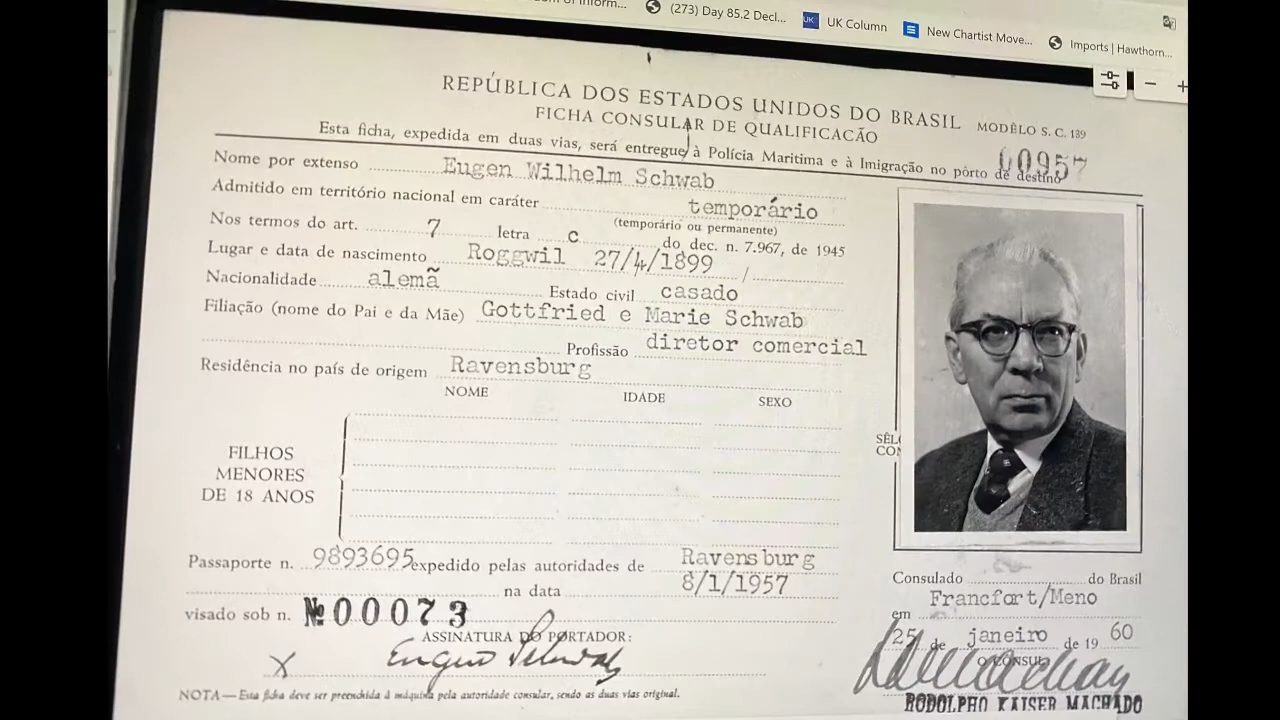 (273) Day 85.2 Decl...
UK Column
New Chartist Move...
Imports | Hawthorn...
REPÚBLICA DOS ESTADOS UNIDOS DO BRASIL
MODÊLO S. C. 139
FICHA CONSULAR DE QUALIFICACÃO
Esta ficha, expedida em duas vias, será entregue à Polícia Maritima e à Imigração no pôrto de destino
00957
Nome por extenso Eugen Wilhelm Schwab
Admitido em território nacional em caráter temporário
(temporário ou permanente)
Nos termos do art. 7 letra c do dec. n. 7.967, de 1945
Lugar e data de nascimento Roggwil 27/4/1899 /
Nacionalidade alemã Estado civil casado
Filiação (nome do Pai e da Mãe) Gottfried e Marie Schwab
Profissão diretor comercial
Residência no país de origem Ravensburg
NOME IDADE SEXO
FILHOS
MENORES
DE 18 ANOS
Passaporte n. 9893695 expedido pelas autoridades de Ravensburg
na data 8/1/1957
visado sob n. № 00073
ASSINATURA DO PORTADOR:
X Eugen Schwab
NOTA — Esta ficha deve ser preenchida à máquina pela autoridade consular, sendo as duas vias original.
Consulado do Brasil
Francfort/Meno
em
25 de janeiro de 19 60
O CONSUL
RODOLPHO KAISER MACHADO